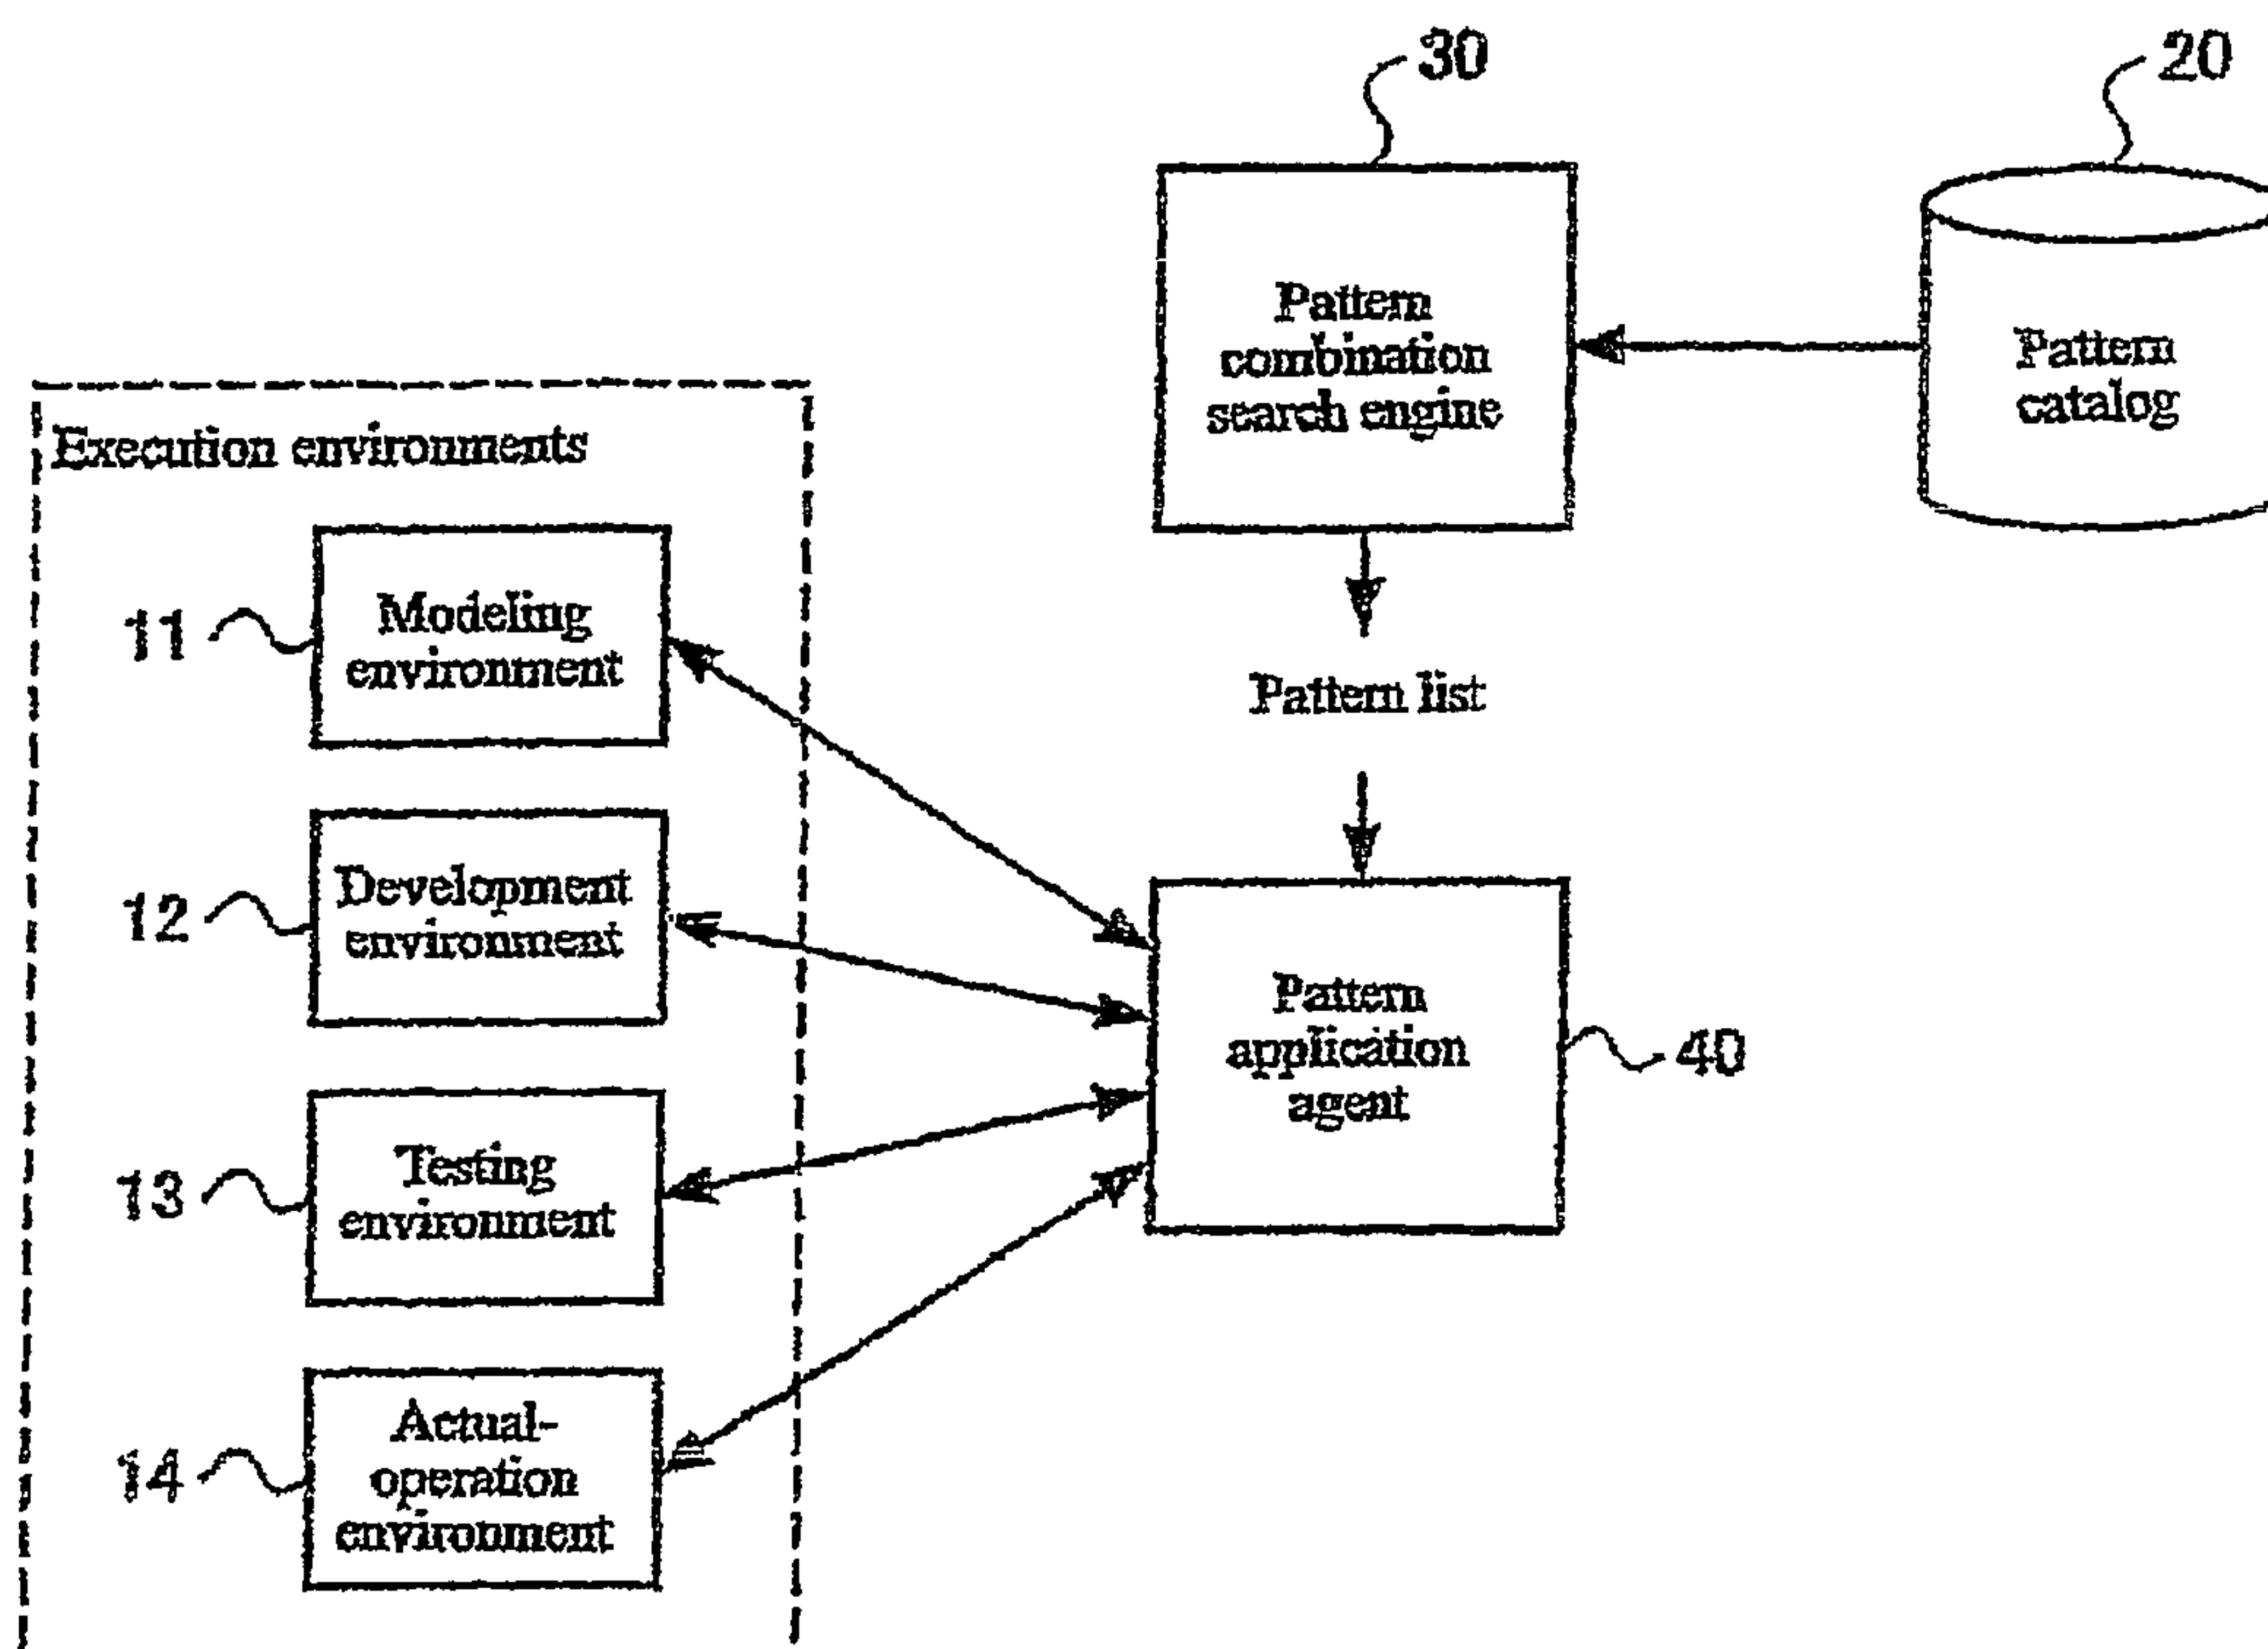 30
20
Pattern
combination
search engine
Pattern
catalog
Execution environments
11
Modeling
environment
Pattern list
12
Development
environment
Pattern
application
agent
40
13
Testing
environment
14
Actual-
operation
environment